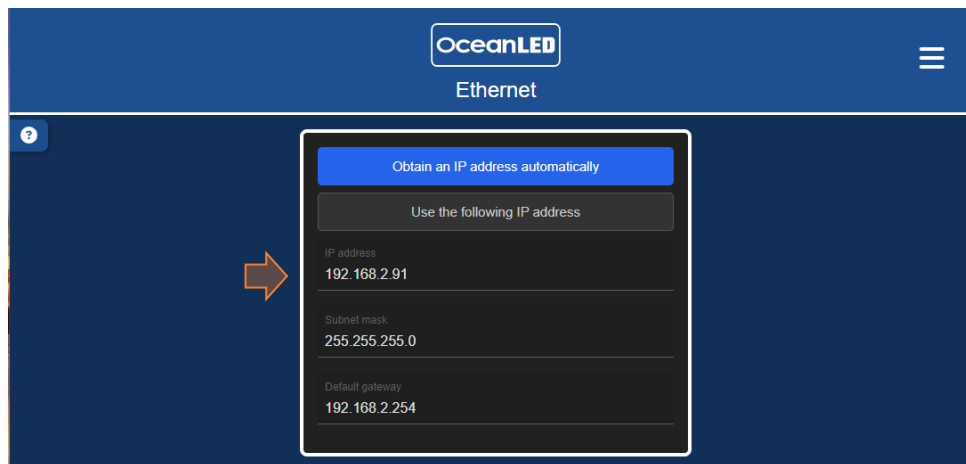 OceanLED
Ethernet
?
Obtain an IP address automatically
Use the following IP address
IP address
192.168.2.91
Subnet mask
255.255.255.0
Default gateway
192.168.2.254